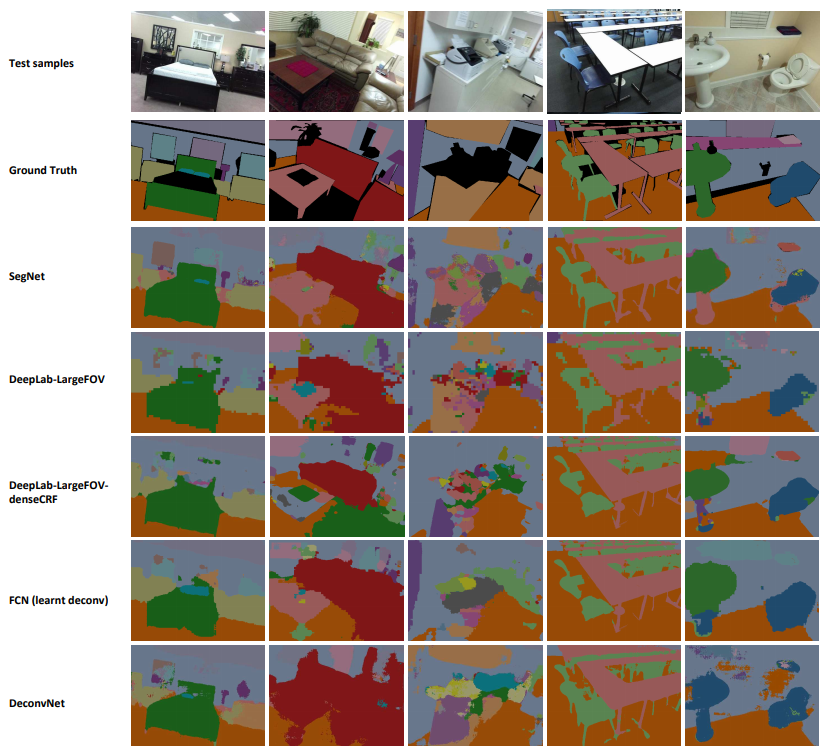 Test samples
Ground Truth
SegNet
DeepLab-LargeFOV
DeepLab-LargeFOV-
denseCRF
FCN (learnt deconv)
DeconvNet